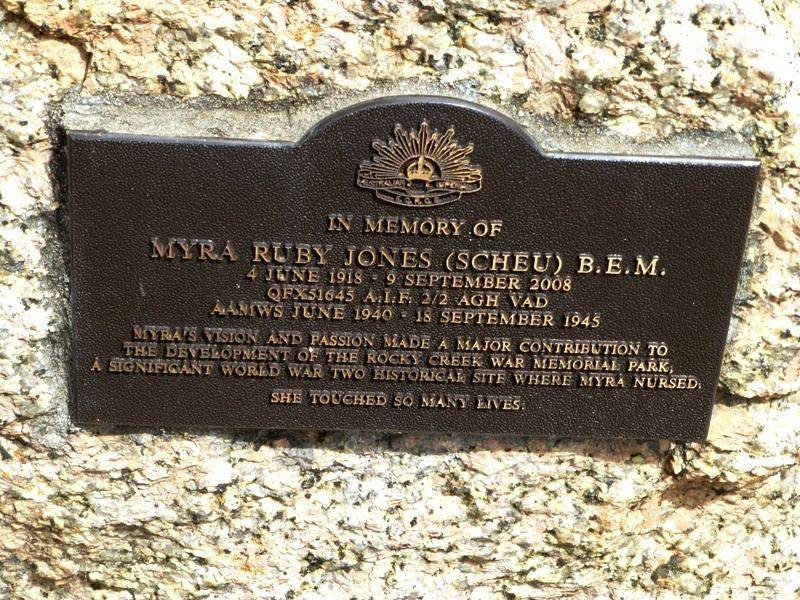 AUSTRALIAN IMPERIAL
FORCE
IN MEMORY OF
MYRA RUBY JONES (SCHEU) B.E.M.
4 JUNE 1918 - 9 SEPTEMBER 2008
QFX51645 A.I.F. 2/2 AGH VAD
AAMWS JUNE 1940 - 18 SEPTEMBER 1945
MYRA'S VISION AND PASSION MADE A MAJOR CONTRIBUTION TO
THE DEVELOPMENT OF THE ROCKY CREEK WAR MEMORIAL PARK,
A SIGNIFICANT WORLD WAR TWO HISTORICAL SITE WHERE MYRA NURSED.
SHE TOUCHED SO MANY LIVES.